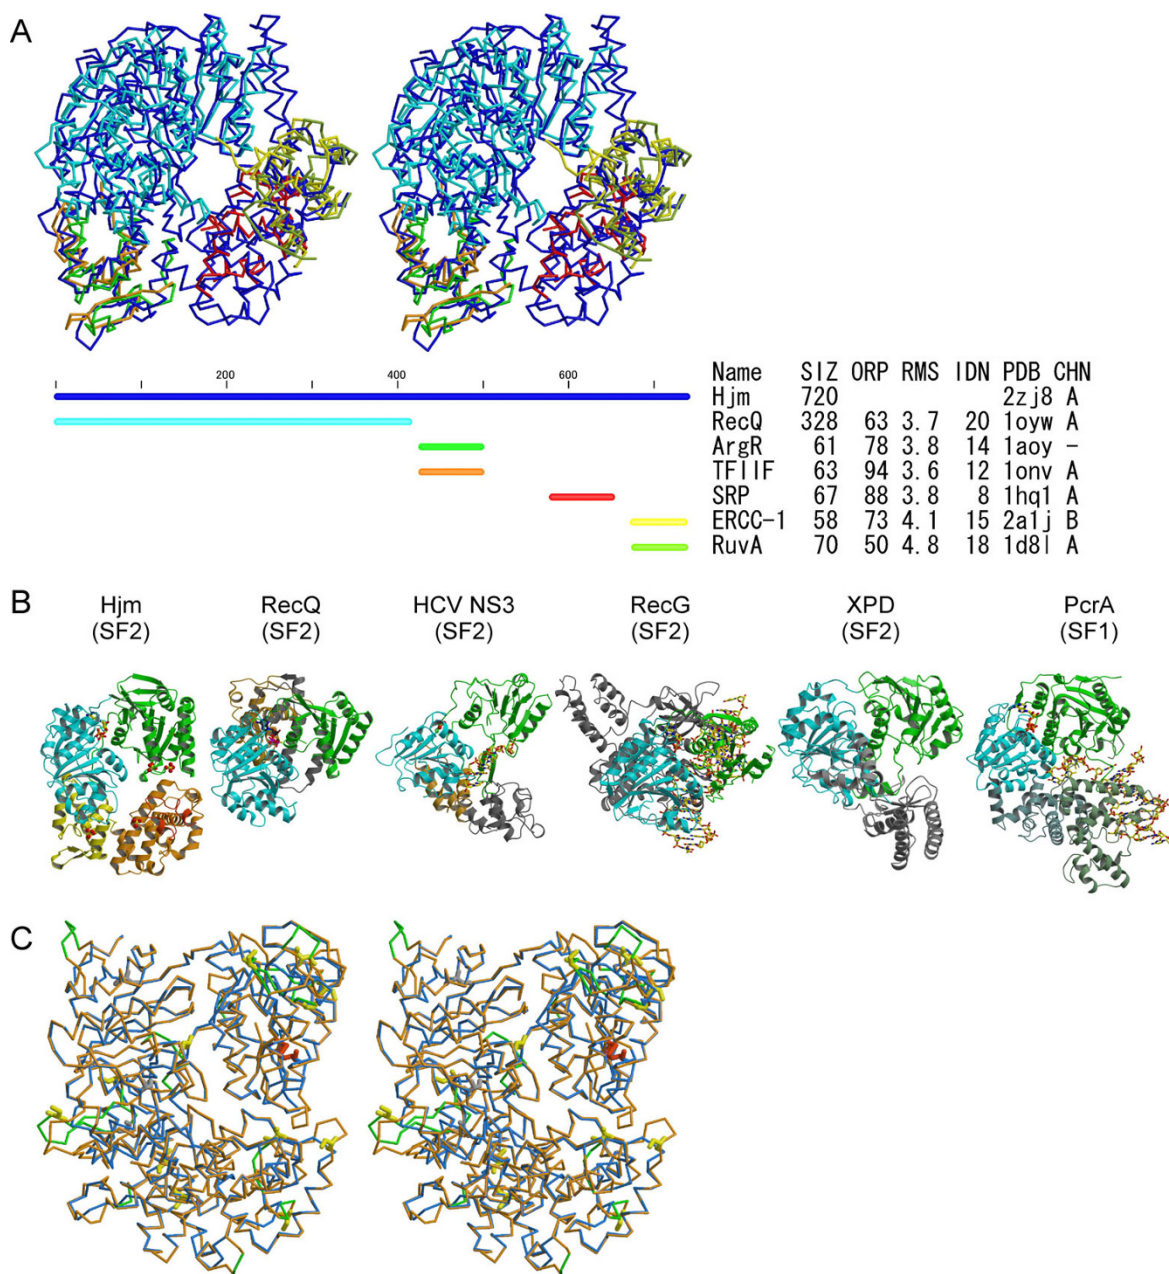 A
200 400 600
Name SIZ ORP RMS IDN PDB CHN
Hjm 720 2zj8 A
RecQ 328 63 3.7 20 1oyw A
ArgR 61 78 3.8 14 1aoy –
TFIIF 63 94 3.6 12 1onv A
SRP 67 88 3.8 8 1hq1 A
ERCC-1 58 73 4.1 15 2a1j B
RuvA 70 50 4.8 18 1d8l A
B
Hjm RecQ HCV NS3 RecG XPD PcrA
(SF2) (SF2) (SF2) (SF2) (SF2) (SF1)
C